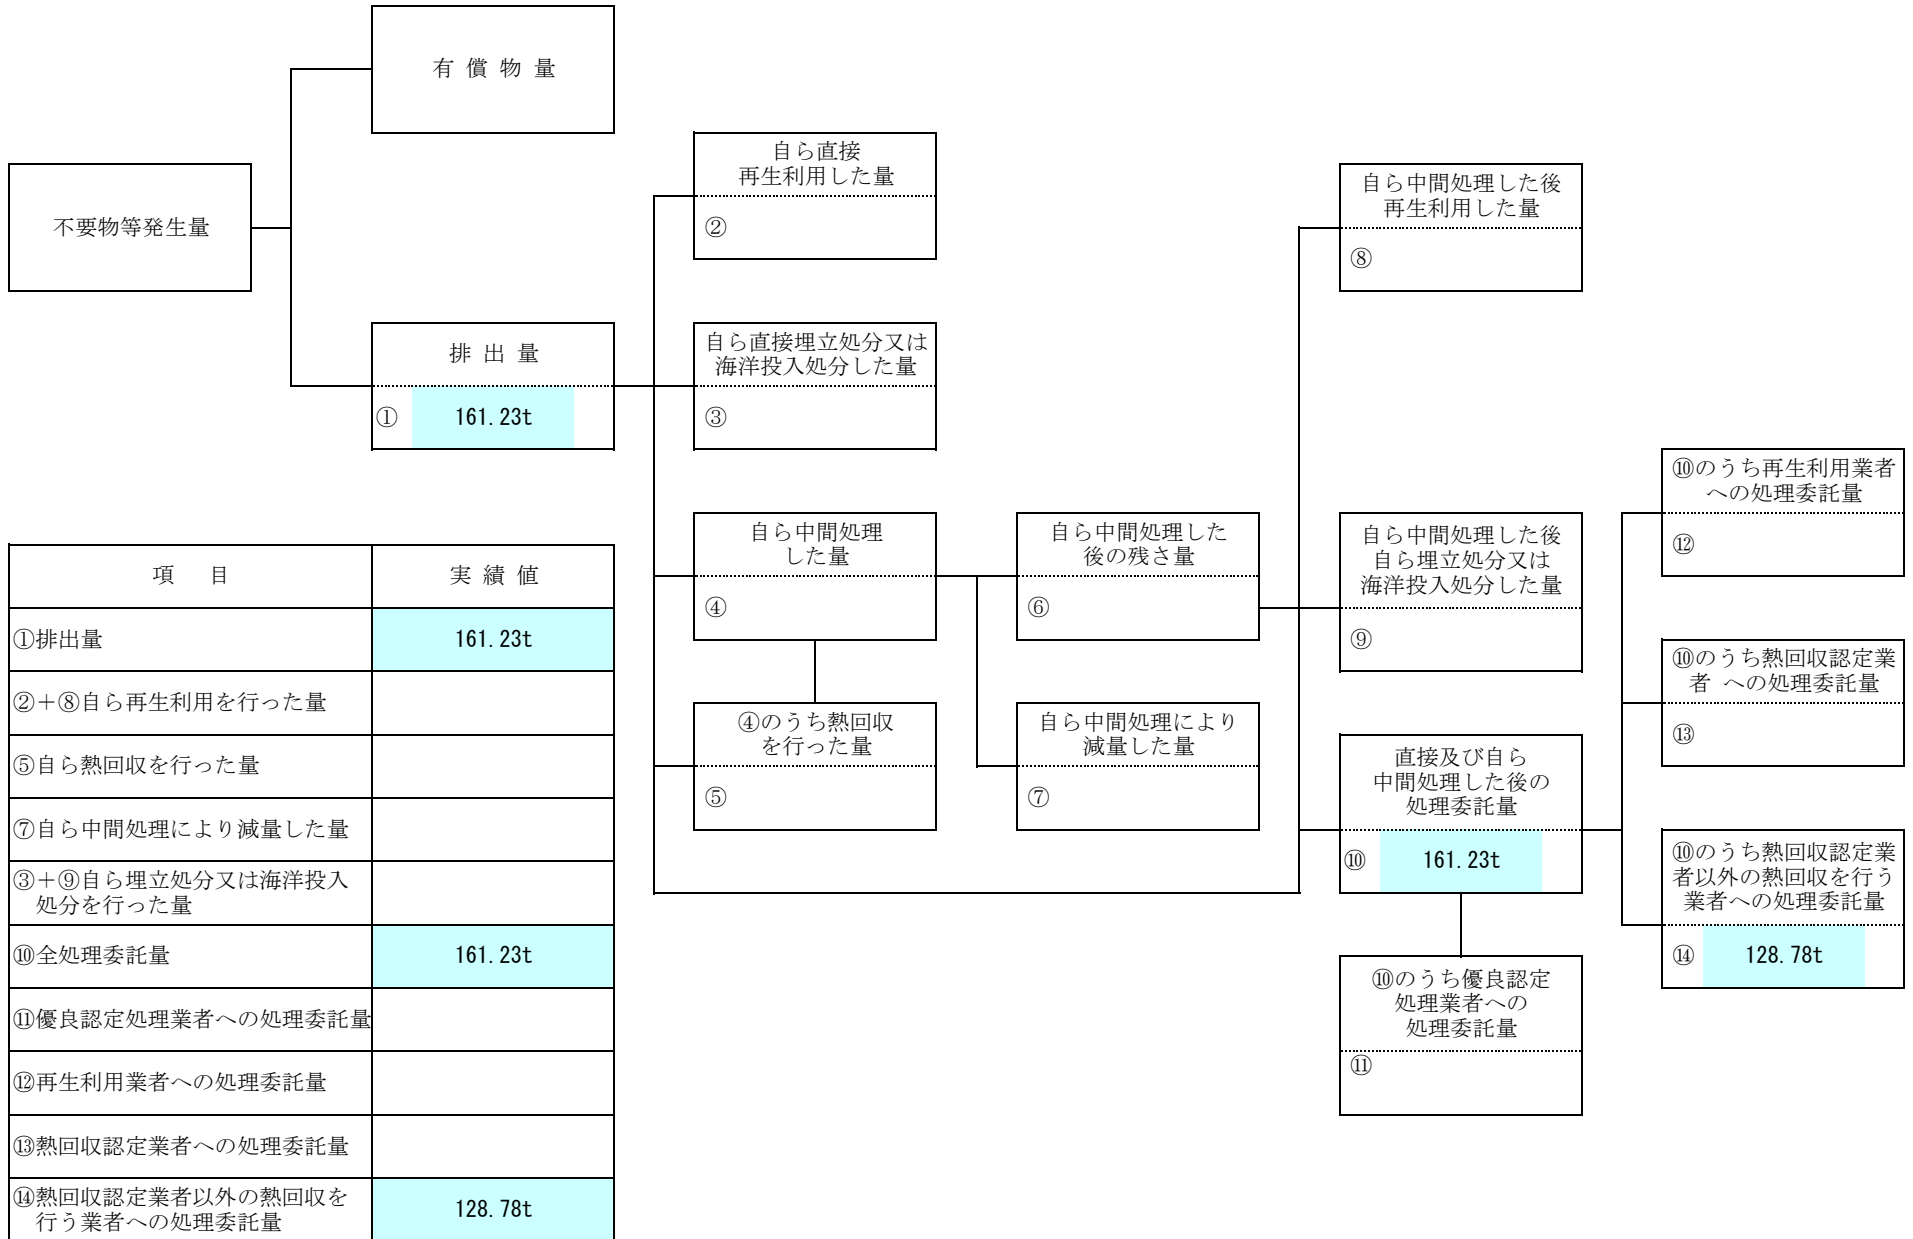 有 償 物 量
不要物等発生量
排 出 量
① 161.23t
自ら直接
再生利用した量
②
自ら直接埋立処分又は
海洋投入処分した量
③
自ら中間処理
した量
④
④のうち熱回収
を行った量
⑤
自ら中間処理した
後の残さ量
⑥
自ら中間処理により
減量した量
⑦
自ら中間処理した後
再生利用した量
⑧
自ら中間処理した後
自ら埋立処分又は
海洋投入処分した量
⑨
直接及び自ら
中間処理した後の
処理委託量
⑩ 161.23t
⑩のうち優良認定
処理業者への
処理委託量
⑪
⑩のうち再生利用業者
への処理委託量
⑫
⑩のうち熱回収認定業
者 への処理委託量
⑬
⑩のうち熱回収認定業
者以外の熱回収を行う
業者への処理委託量
⑭ 128.78t
項 目 実 績 値
①排出量 161.23t
②＋⑧自ら再生利用を行った量
⑤自ら熱回収を行った量
⑦自ら中間処理により減量した量
③＋⑨自ら埋立処分又は海洋投入
処分を行った量
⑩全処理委託量 161.23t
⑪優良認定処理業者への処理委託量
⑫再生利用業者への処理委託量
⑬熱回収認定業者への処理委託量
⑭熱回収認定業者以外の熱回収を
行う業者への処理委託量 128.78t